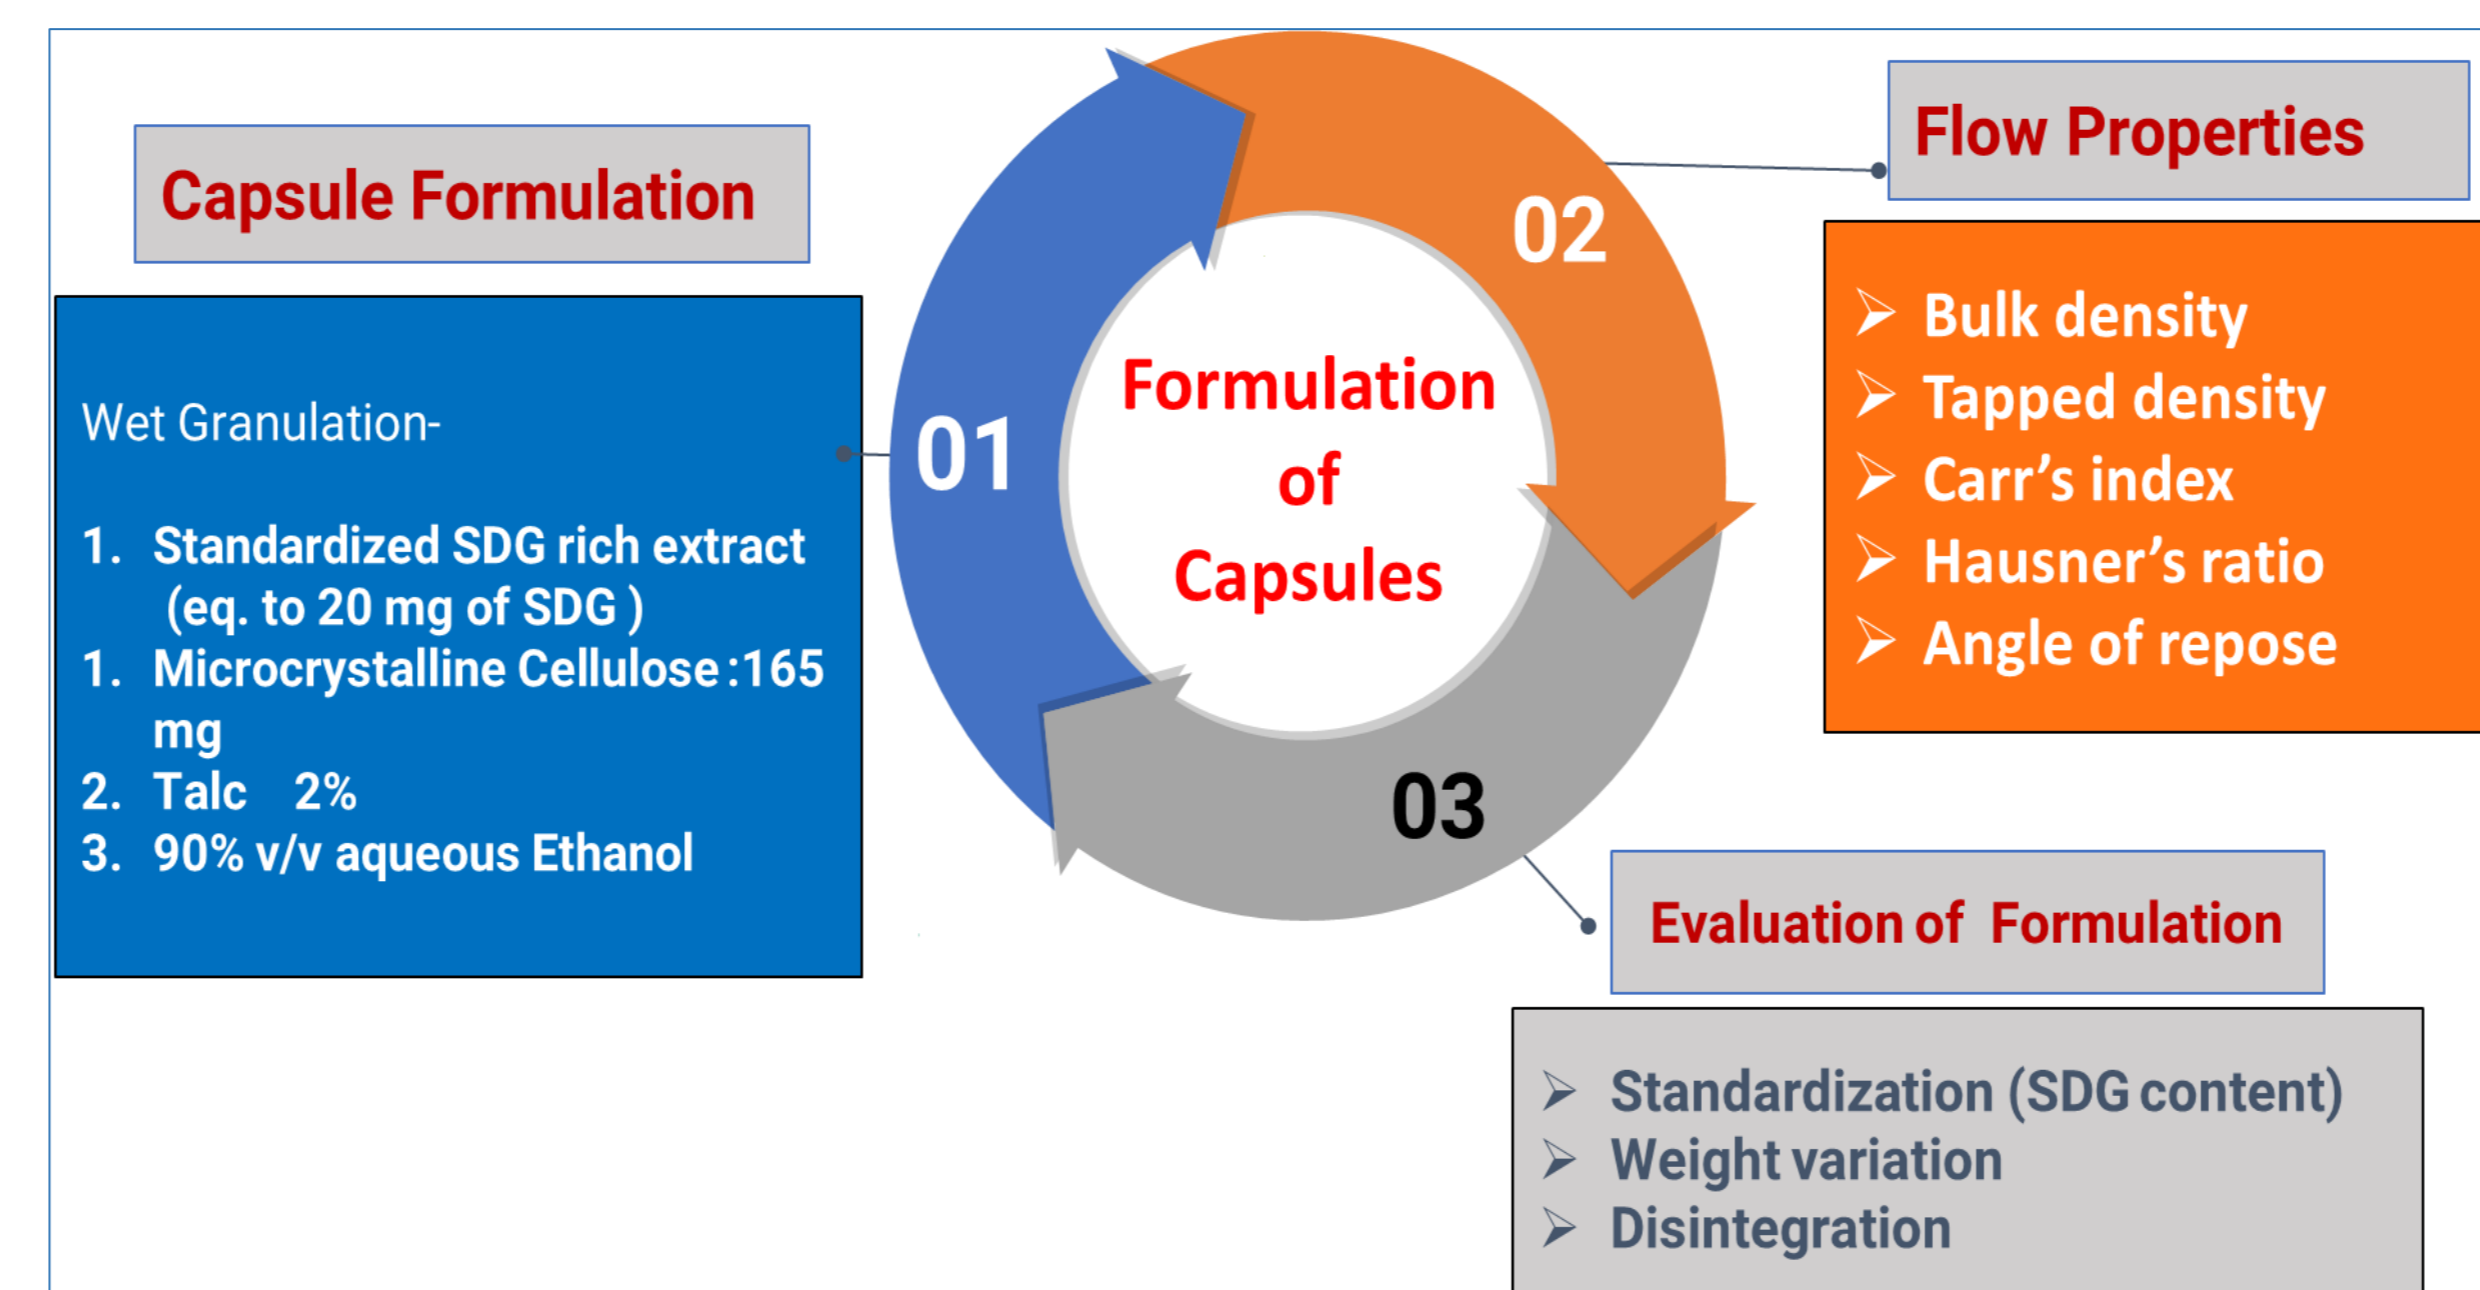 Capsule Formulation
Wet Granulation-
1. Standardized SDG rich extract
(eq. to 20 mg of SDG )
1. Microcrystalline Cellulose :165
mg
2. Talc 2%
3. 90% v/v aqueous Ethanol
01
Formulation
of
Capsules
02
Flow Properties
➢ Bulk density
➢ Tapped density
➢ Carr’s index
➢ Hausner’s ratio
➢ Angle of repose
03
Evaluation of Formulation
➢ Standardization (SDG content)
➢ Weight variation
➢ Disintegration